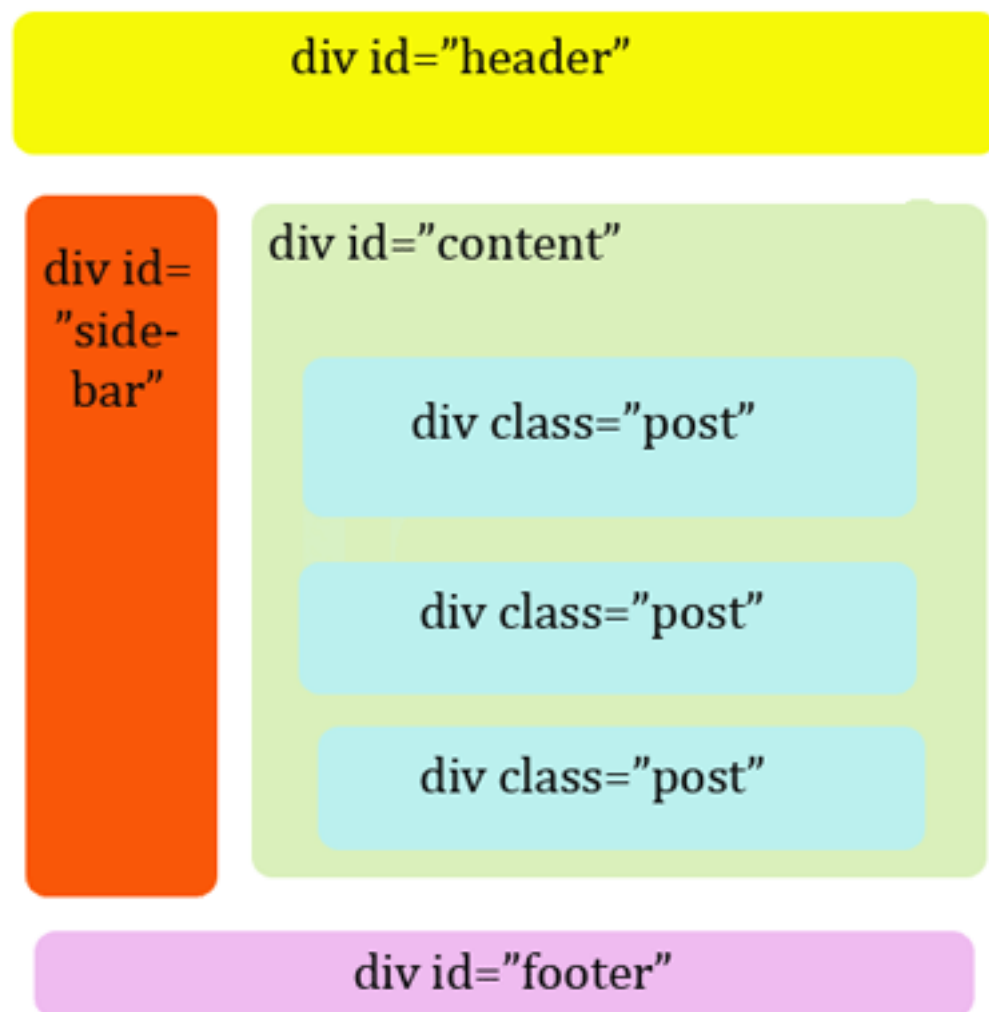 div id=”header”
div id=
”side-
bar”
div id=”content”
div class=”post”
div class=”post”
div class=”post”
div id=”footer”